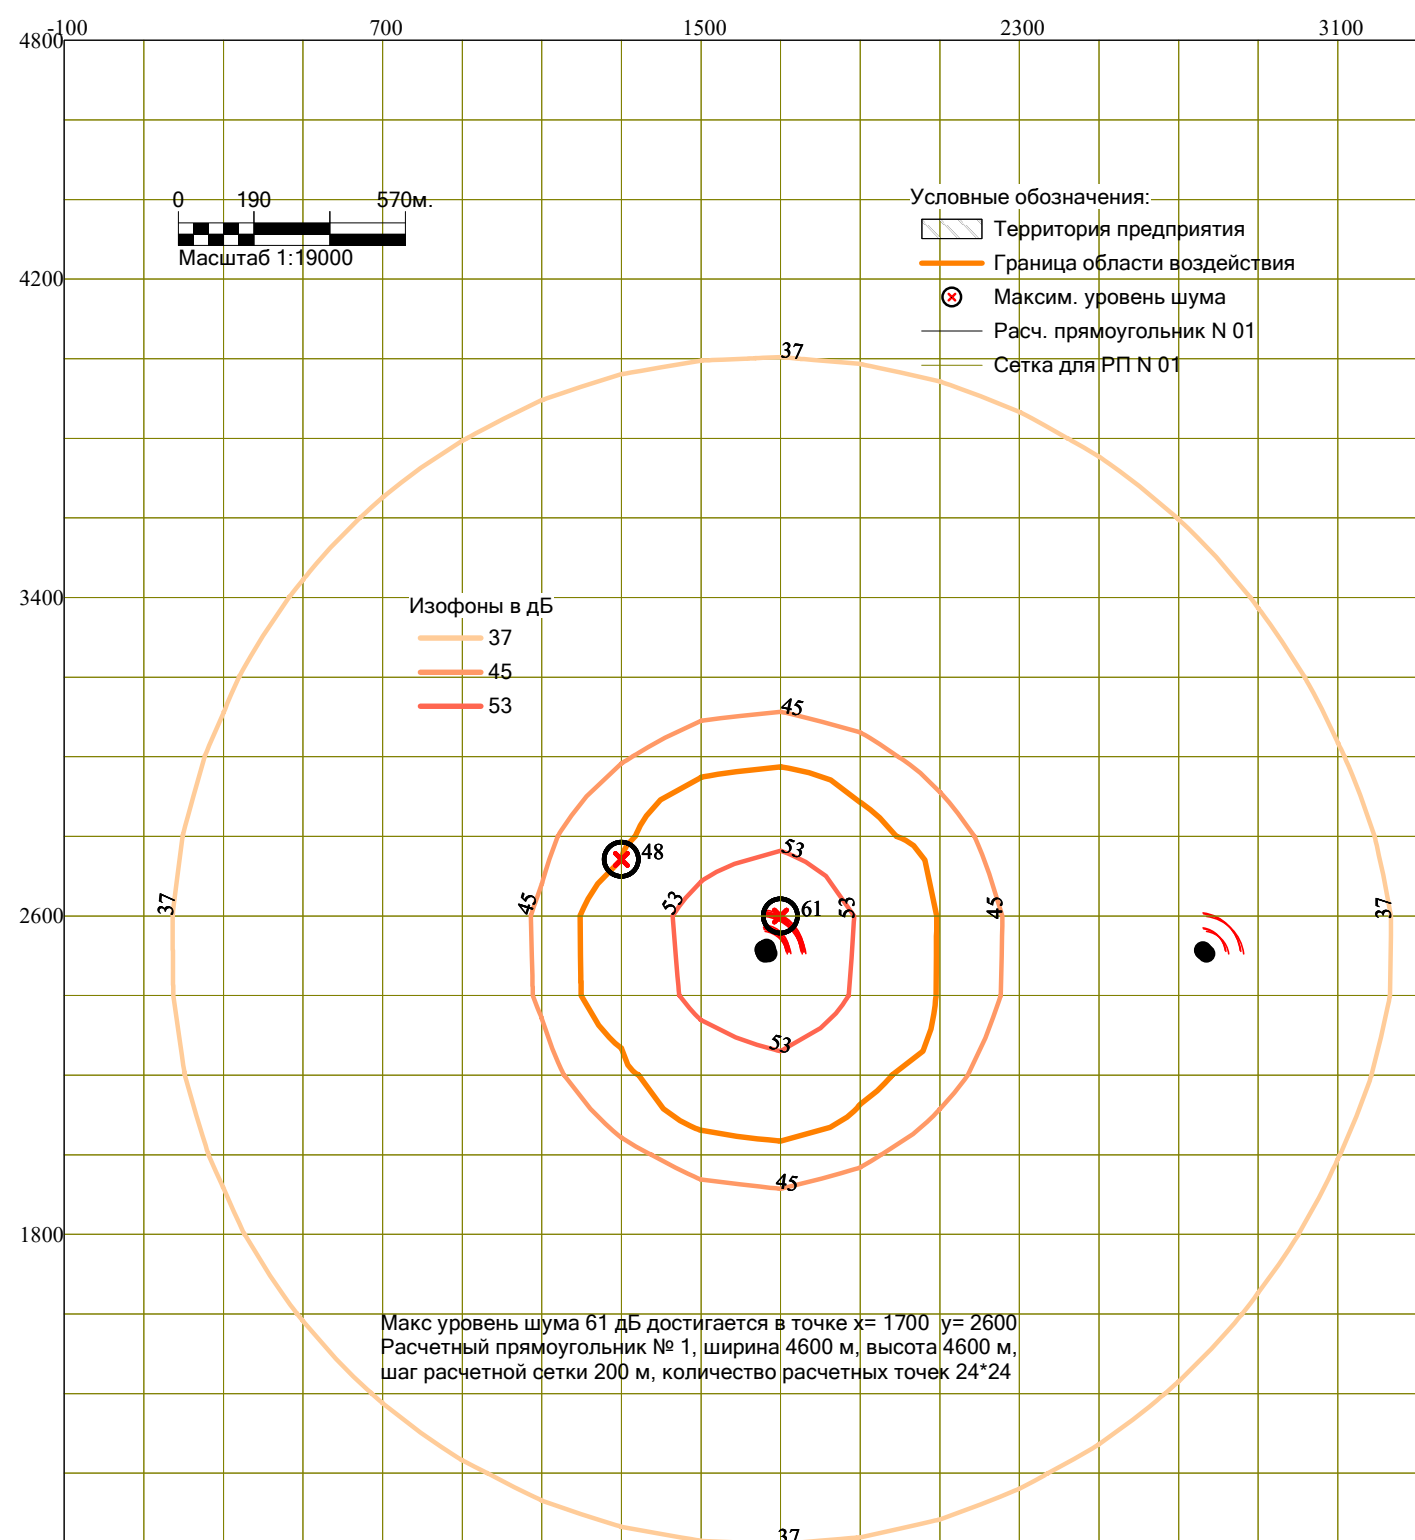 -100 700 1500 2300 3100
4800
0 190 570м.
Масштаб 1:19000
Условные обозначения:
Территория предприятия
Граница области воздействия
Максим. уровень шума
Расч. прямоугольник N 01
Сетка для РП N 01
4200
37
3400
Изофоны в дБ
37
45
53
45
53
48
37
45
53
61
53
45
37
2600
53
45
1800
Макс уровень шума 61 дБ достигается в точке x= 1700 y= 2600
Расчетный прямоугольник № 1, ширина 4600 м, высота 4600 м,
шаг расчетной сетки 200 м, количество расчетных точек 24*24
37